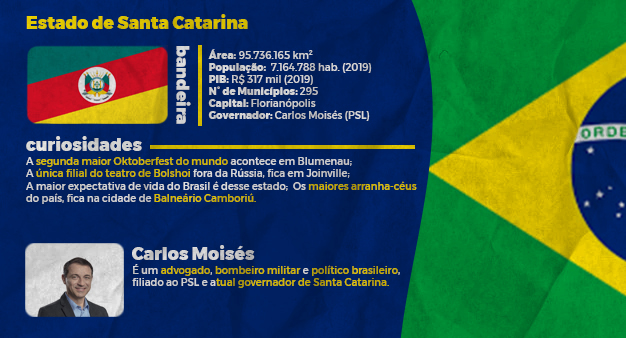 Estado de Santa Catarina
bandeira
Área: 95.736.165 km²
População: 7.164.788 hab. (2019)
PIB: R$ 317 mil (2019)
N° de Municípios: 295
Capital: Florianópolis
Governador: Carlos Moisés (PSL)
curiosidades
A segunda maior Oktoberfest do mundo acontece em Blumenau;
A única filial do teatro de Bolshoi fora da Rússia, fica em Joinville;
A maior expectativa de vida do Brasil é desse estado; Os maiores arranha-céus
do país, fica na cidade de Balneário Camboriú.
Carlos Moisés
É um advogado, bombeiro militar e político brasileiro,
filiado ao PSL e atual governador de Santa Catarina.
ORDE